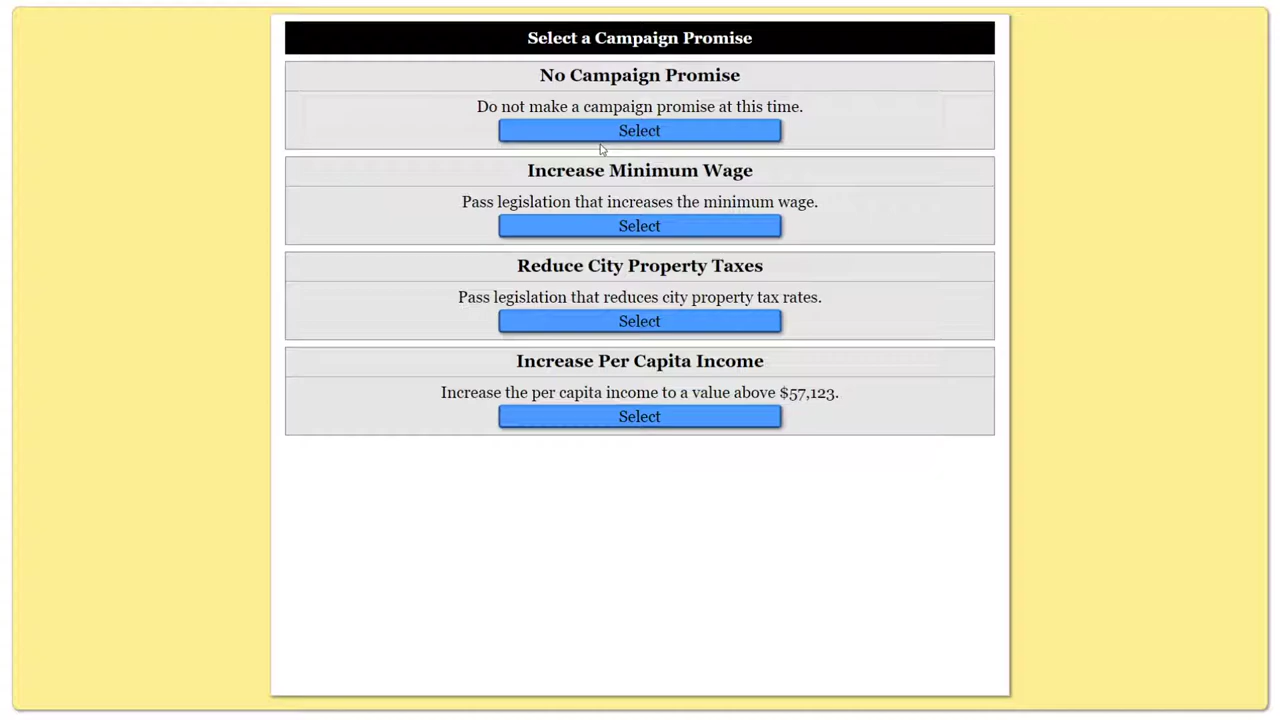 Select a Campaign Promise
No Campaign Promise
Do not make a campaign promise at this time.
Select
Increase Minimum Wage
Pass legislation that increases the minimum wage.
Select
Reduce City Property Taxes
Pass legislation that reduces city property tax rates.
Select
Increase Per Capita Income
Increase the per capita income to a value above $57,123.
Select